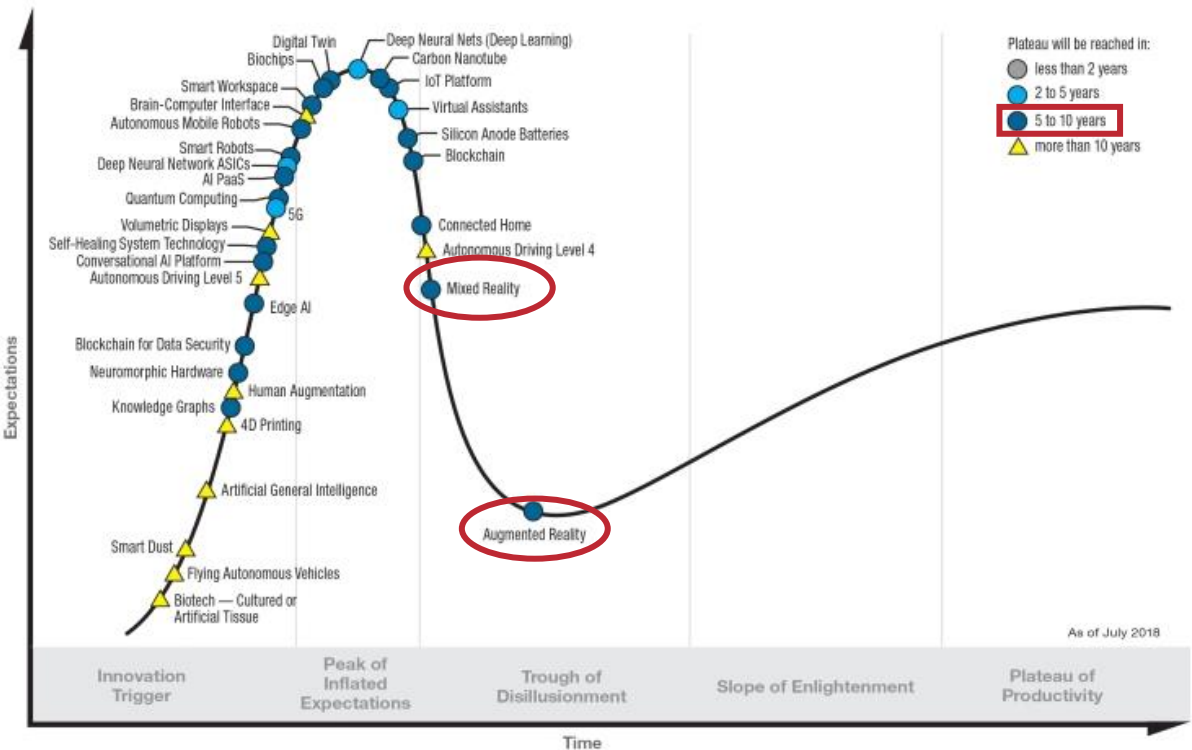 Digital Twin
Biochips
Smart Workspace
Brain-Computer Interface
Autonomous Mobile Robots
Smart Robots
Deep Neural Network ASICs
AI PaaS
Quantum Computing
5G
Volumetric Displays
Self-Healing System Technology
Conversational AI Platform
Autonomous Driving Level 5
Edge AI
Blockchain for Data Security
Neuromorphic Hardware
Human Augmentation
Knowledge Graphs
4D Printing
Artificial General Intelligence
Smart Dust
Flying Autonomous Vehicles
Biotech — Cultured or
Artificial Tissue
Deep Neural Nets (Deep Learning)
Carbon Nanotube
IoT Platform
Virtual Assistants
Silicon Anode Batteries
Blockchain
Connected Home
Autonomous Driving Level 4
Mixed Reality
Augmented Reality
Plateau will be reached in:
less than 2 years
2 to 5 years
5 to 10 years
more than 10 years
As of July 2018
Expectations
Innovation
Trigger
Peak of
Inflated
Expectations
Trough of
Disillusionment
Slope of Enlightenment
Plateau of
Productivity
Time